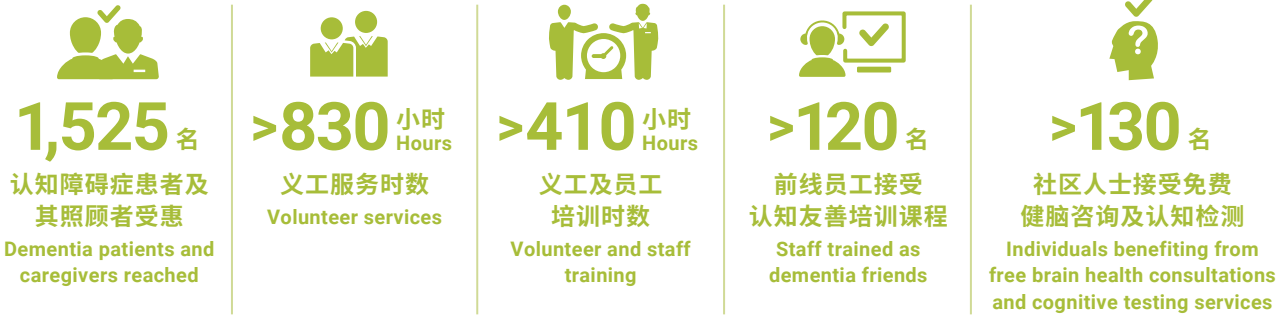 1,525 名
认知障碍症患者及
其照顾者受惠
Dementia patients and
caregivers reached
>830 小时
Hours
义工服务时数
Volunteer services
>410 小时
Hours
义工及员工
培训时数
Volunteer and staff
training
>120 名
前线员工接受
认知友善培训课程
Staff trained as
dementia friends
?
>130 名
社区人士接受免费
健脑咨询及认知检测
Individuals benefiting from
free brain health consultations
and cognitive testing services